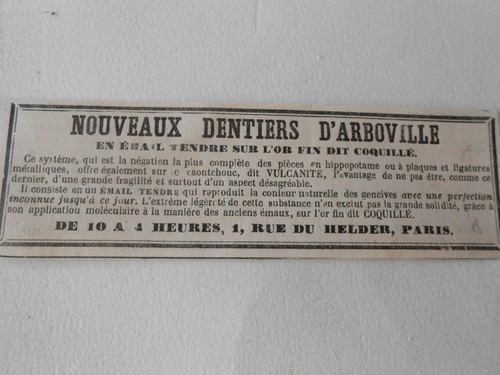 NOUVEAUX DENTIERS D'ARBOVILLE
EN ÉMAIL TENDRE SUR L'OR FIN DIT COQUILLÉ.
Ce système, qui est la négation la plus complète des pièces en hippopotame ou à plaques et ligatures
métalliques, offre également sur le caoutchouc, dit VULCANITE, l'avantage de ne pas être, comme ce
dernier, d'une grande fragilité et surtout d'un aspect désagréable.
Il consiste en un ÉMAIL TENDRE qui reproduit la couleur naturelle des gencives avec une perfection
inconnue jusqu'à ce jour. L'extrême légèreté de cette substance n'en exclut pas la grande solidité, grâce à
son application moléculaire à la manière des anciens émaux, sur l'or fin dit COQUILLÉ.
DE 10 A 4 HEURES, 1, RUE DU HELDER, PARIS.